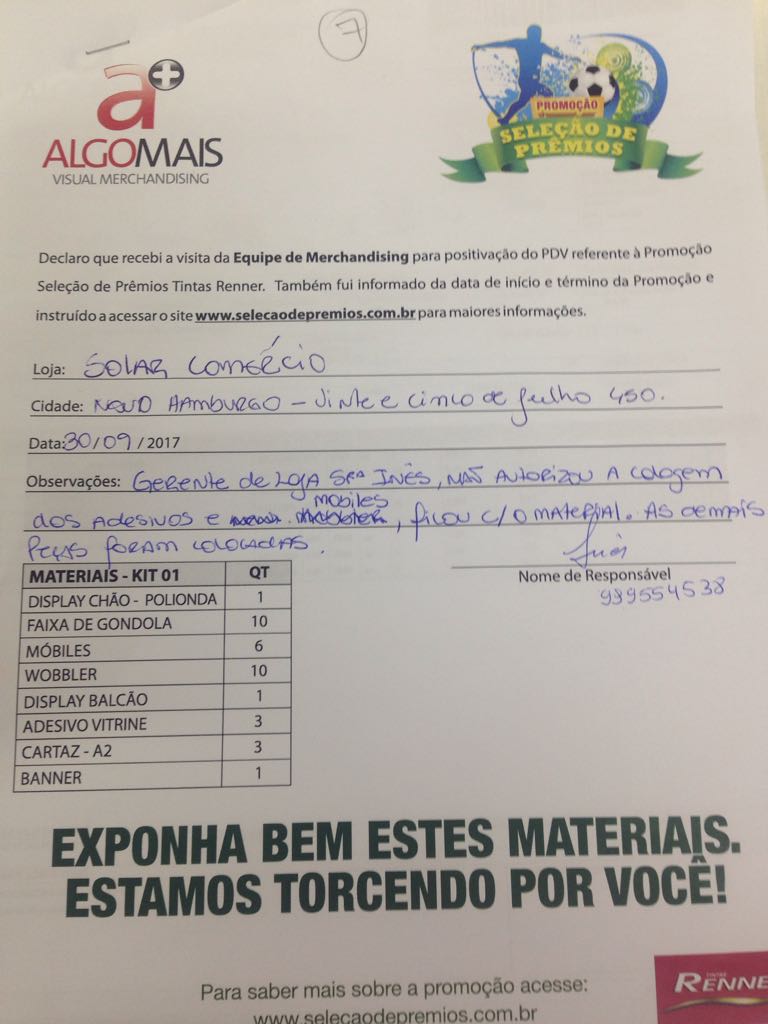 7
a+
ALGOMAIS
VISUAL MERCHANDISING
PROMOÇÃO
SELEÇÃO DE
PRÊMIOS
Declaro que recebi a visita da Equipe de Merchandising para positivação do PDV referente à Promoção
Seleção de Prêmios Tintas Renner. Também fui informado da data de início e término da Promoção e
instruído a acessar o site www.selecaodepremios.com.br para maiores informações.
Loja: SOLAR COMÉRCIO
Cidade: NOVO HAMBURGO - Vinte e cinco de julho 450.
Data: 30/09/2017
Observações: Gerente de Loja Srª Inês, não autorizou a colagem
mobiles
dos adesivos e , ficou c/ o material. As demais
peças foram colocadas.
Inês
Nome de Responsável
989554538
MATERIAIS - KIT 01 QT
DISPLAY CHÃO - POLIONDA 1
FAIXA DE GONDOLA 10
MÓBILES 6
WOBBLER 10
DISPLAY BALCÃO 1
ADESIVO VITRINE 3
CARTAZ - A2 3
BANNER 1
EXPONHA BEM ESTES MATERIAIS.
ESTAMOS TORCENDO POR VOCÊ!
Para saber mais sobre a promoção acesse:
www.selecaodepremios.com.br
TINTAS
RENNE